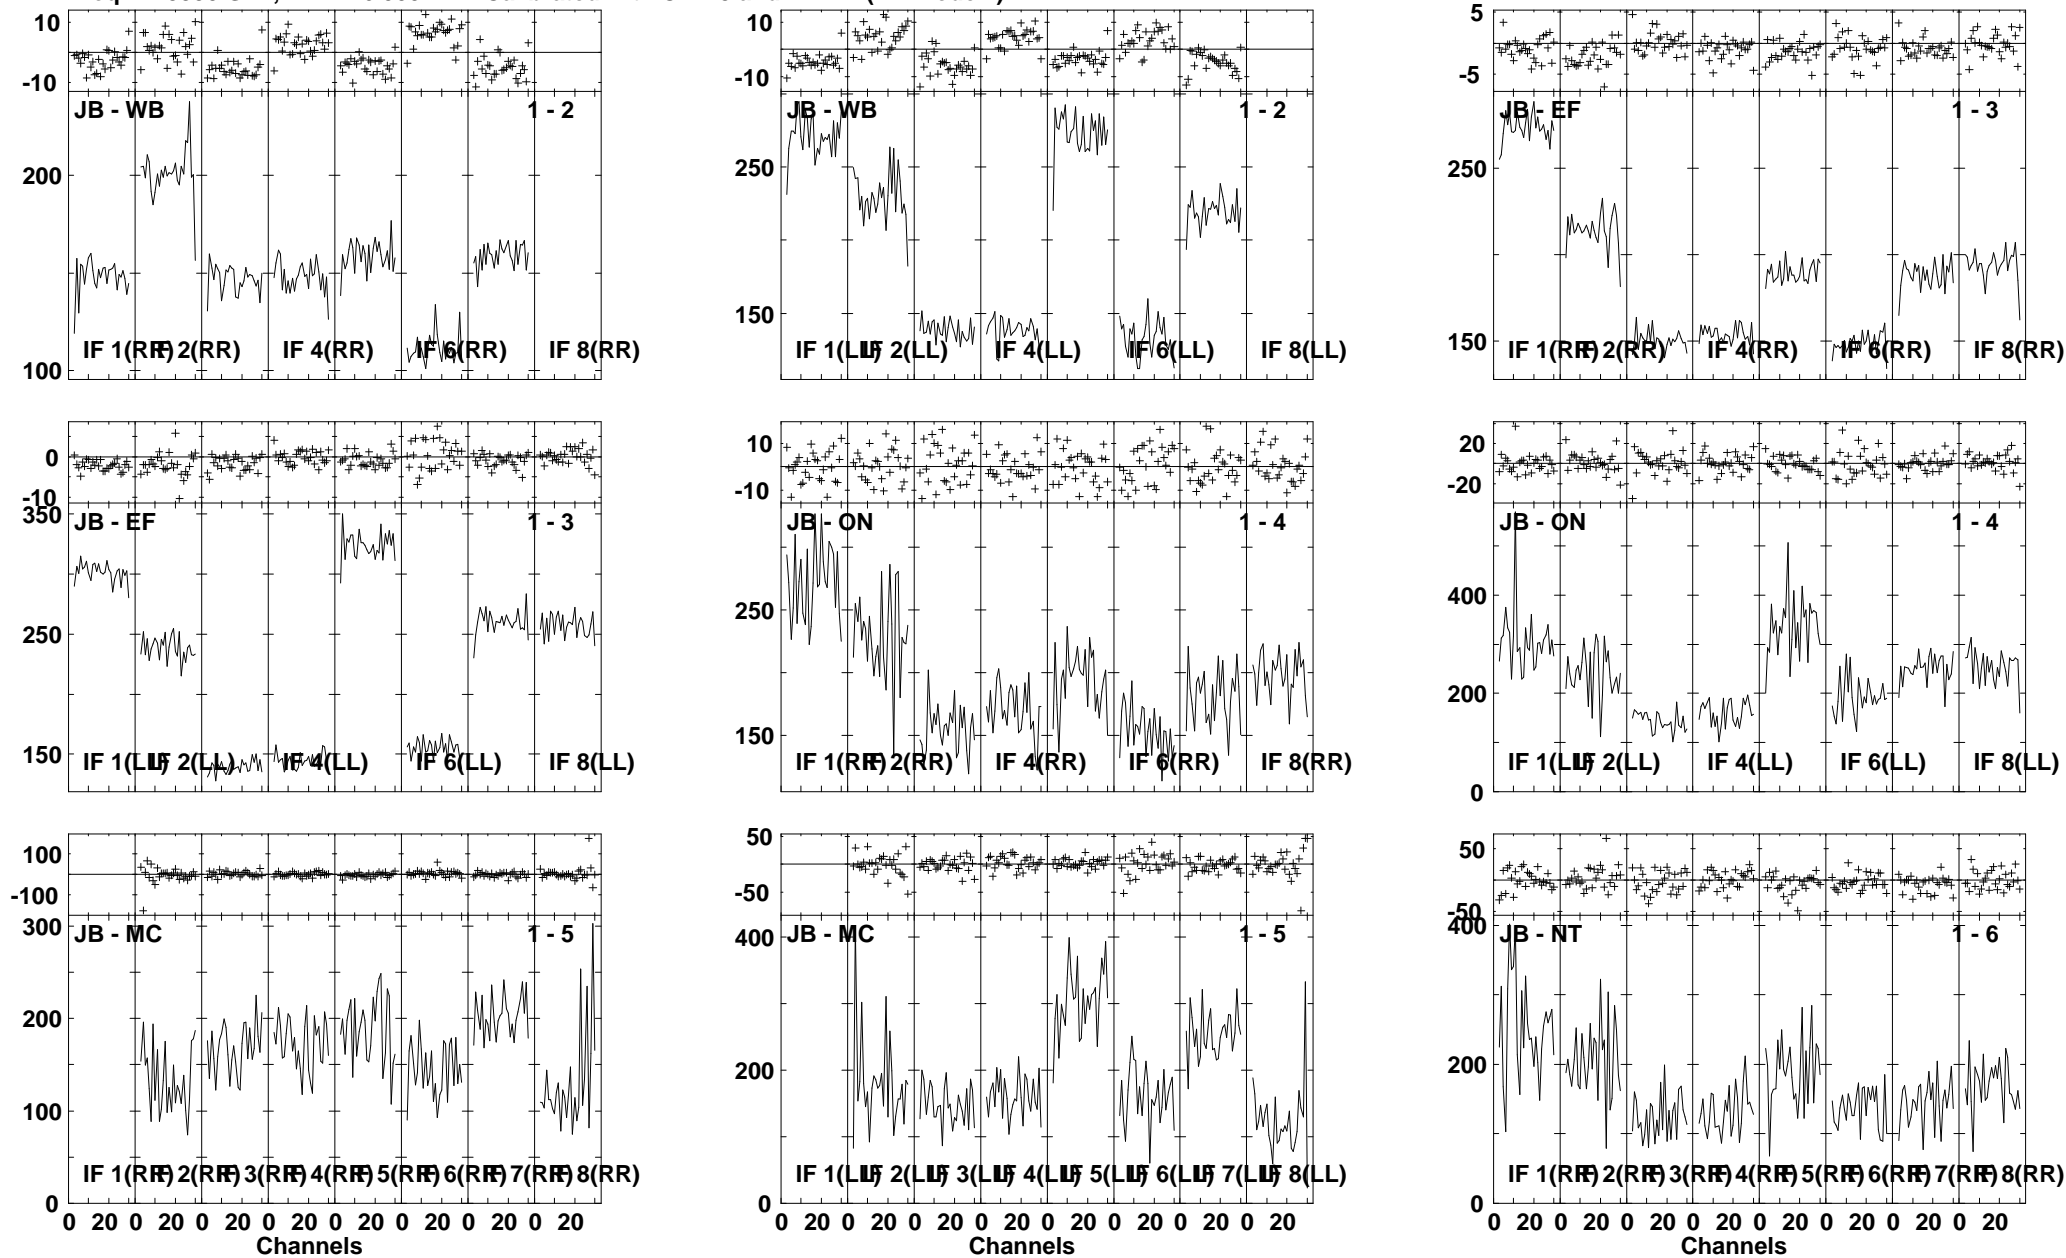 10 10 5
-10 -10 -5
JB - WB 1 - 2 JB - WB 1 - 2 JB - EF 1 - 3
200 250 250
100 150 150
IF 1(RR) IF 2(RR) IF 4(RR) IF 6(RR) IF 8(RR) IF 1(LL) IF 2(LL) IF 4(LL) IF 6(LL) IF 8(LL) IF 1(RR) IF 2(RR) IF 4(RR) IF 6(RR) IF 8(RR)
0 10 20
-10 -10 -20
350
JB - EF 1 - 3 JB - ON 1 - 4 JB - ON 1 - 4
250 250 400
150 150 200
IF 1(LL) IF 2(LL) IF 4(LL) IF 6(LL) IF 8(LL) IF 1(RR) IF 2(RR) IF 4(RR) IF 6(RR) IF 8(RR) IF 1(LL) IF 2(LL) IF 4(LL) IF 6(LL) IF 8(LL)
0
100 50 50
-100 -50 -50
300 400 400
JB - MC 1 - 5 JB - MC 1 - 5 JB - NT 1 - 6
200 200 200
100
IF 1(RR) IF 2(RR) IF 3(RR) IF 4(RR) IF 5(RR) IF 6(RR) IF 7(RR) IF 8(RR) IF 1(LL) IF 2(LL) IF 3(LL) IF 4(LL) IF 5(LL) IF 6(LL) IF 7(LL) IF 8(LL) IF 1(RR) IF 2(RR) IF 3(RR) IF 4(RR) IF 5(RR) IF 6(RR) IF 7(RR) IF 8(RR)
0 0 0
0 20 0 20 0 20 0 20 0 20 0 20 0 20 0 20 0 20 0 20 0 20 0 20 0 20 0 20 0 20 0 20 0 20 0 20 0 20 0 20 0 20 0 20 0 20 0 20
Channels Channels Channels